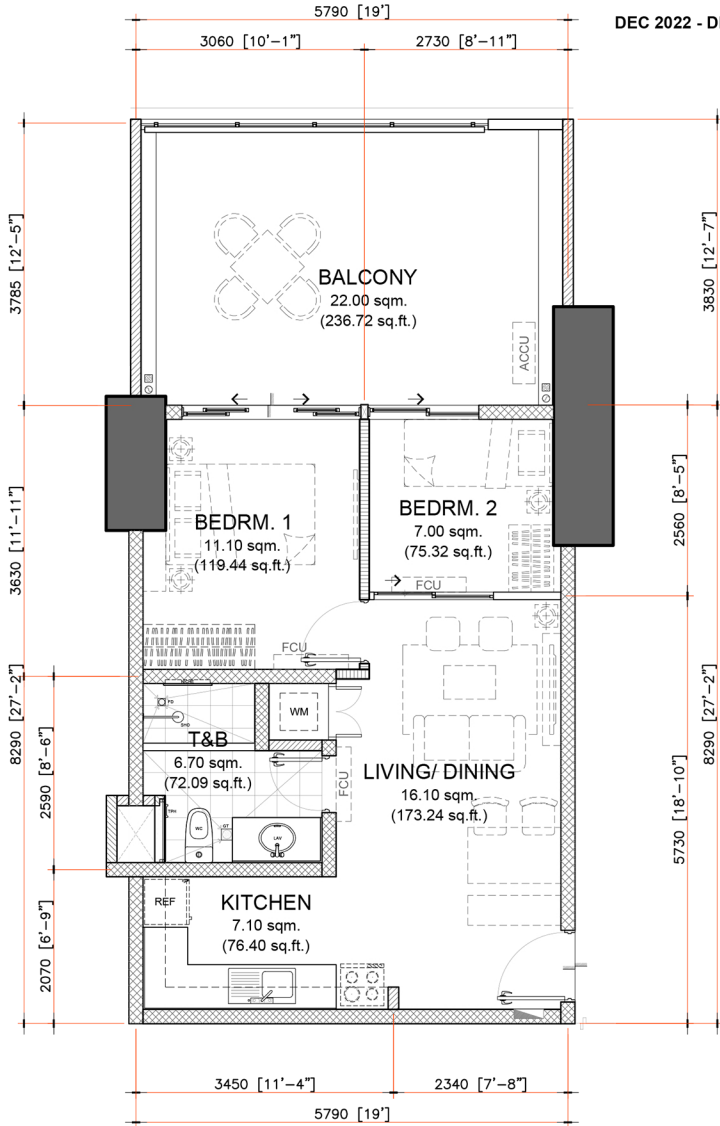 5790 [19']
DEC 2022 - D
3060 [10'-1"]
2730 [8'-11"]
3785 [12'-5"]
3830 [12'-7"]
BALCONY
22.00 sqm.
(236.72 sq.ft.)
ACCU
3630 [11'-11"]
2560 [8'-5"]
BEDRM. 1
11.10 sqm.
(119.44 sq.ft.)
BEDRM. 2
7.00 sqm.
(75.32 sq.ft.)
FCU
FCU
8290 [27'-2"]
8290 [27'-2"]
FD
SHD
WM
T&B
6.70 sqm.
(72.09 sq.ft.)
2590 [8'-6"]
FCU
LIVING/ DINING
16.10 sqm.
(173.24 sq.ft.)
5730 [18'-10"]
TPH
WC
GT
LAV
REF
KITCHEN
7.10 sqm.
(76.40 sq.ft.)
2070 [6'-9"]
3450 [11'-4"]
2340 [7'-8"]
5790 [19']